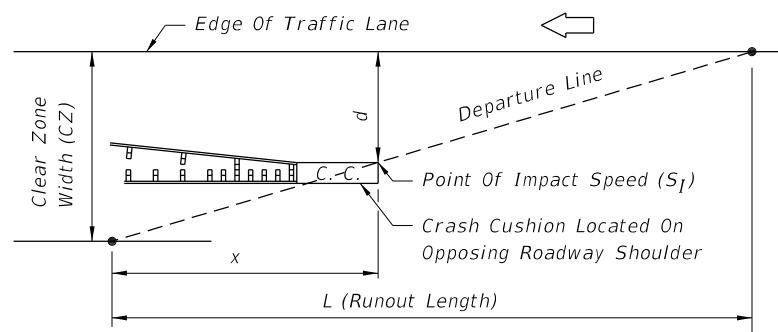 Edge Of Traffic Lane
Departure Line
Clear Zone
Width (CZ)
d
C. C.
Point Of Impact Speed (S_I)
Crash Cushion Located On
Opposing Roadway Shoulder
x
L (Runout Length)